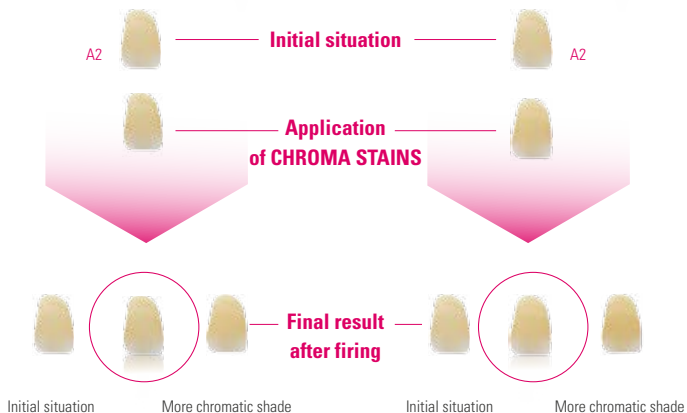 Initial situation
A2
A2
Application
of CHROMA STAINS
Final result
after firing
Initial situation
More chromatic shade
Initial situation
More chromatic shade